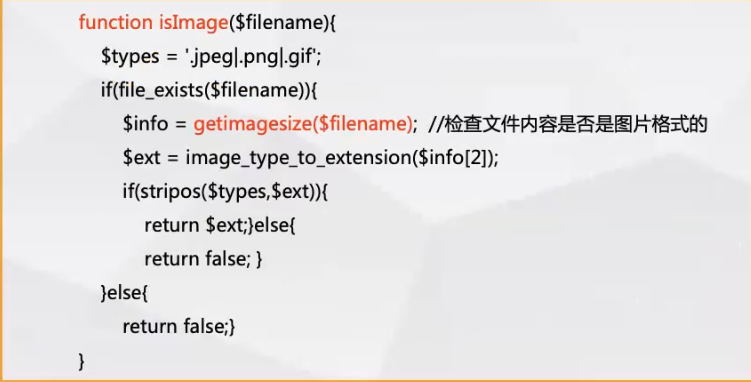 function isImage($filename){
$types = '.jpeg|.png|.gif';
if(file_exists($filename)){
$info = getimagesize($filename); //检查文件内容是否是图片格式的
$ext = image_type_to_extension($info[2]);
if(stripos($types,$ext)){
return $ext;}else{
return false; }
}else{
return false;}
}